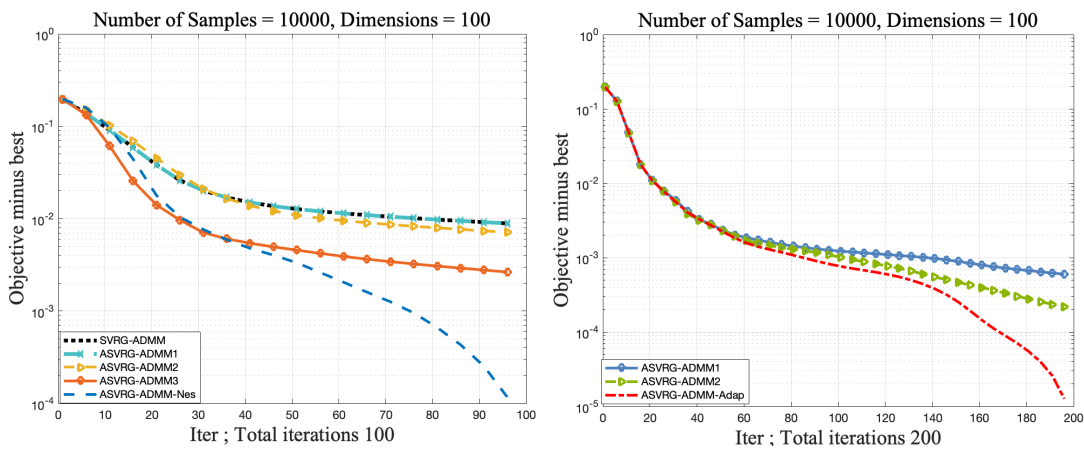 Number of Samples = 10000, Dimensions = 100
Objective minus best
10^0
10^-1
10^-2
10^-3
10^-4
SVRG-ADMM
ASVRG-ADMM1
ASVRG-ADMM2
ASVRG-ADMM3
ASVRG-ADMM-Nes
0 10 20 30 40 50 60 70 80 90 100
Iter ; Total iterations 100
Number of Samples = 10000, Dimensions = 100
Objective minus best
10^0
10^-1
10^-2
10^-3
10^-4
10^-5
ASVRG-ADMM1
ASVRG-ADMM2
ASVRG-ADMM-Adap
0 20 40 60 80 100 120 140 160 180 200
Iter ; Total iterations 200